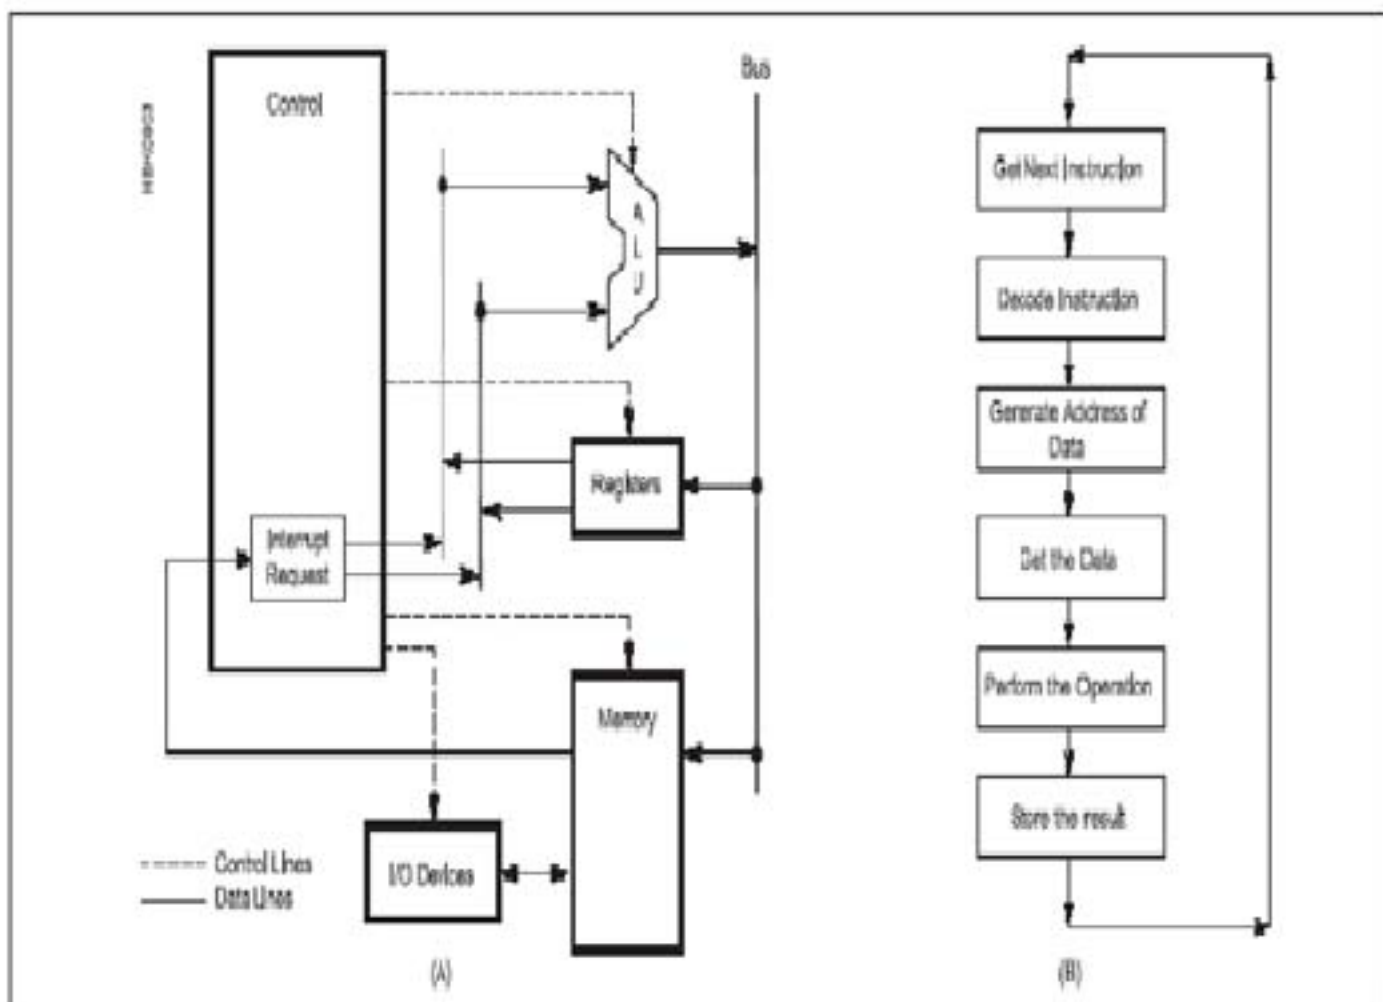 Control
Bus
A
L
U
Registers
Interrupt
Request
Memory
I/O Devices
Control Lines
Data Lines
(A)
Get Next Instruction
Decode Instruction
Generate Address of
Data
Get the Data
Perform the Operation
Store the result
(B)